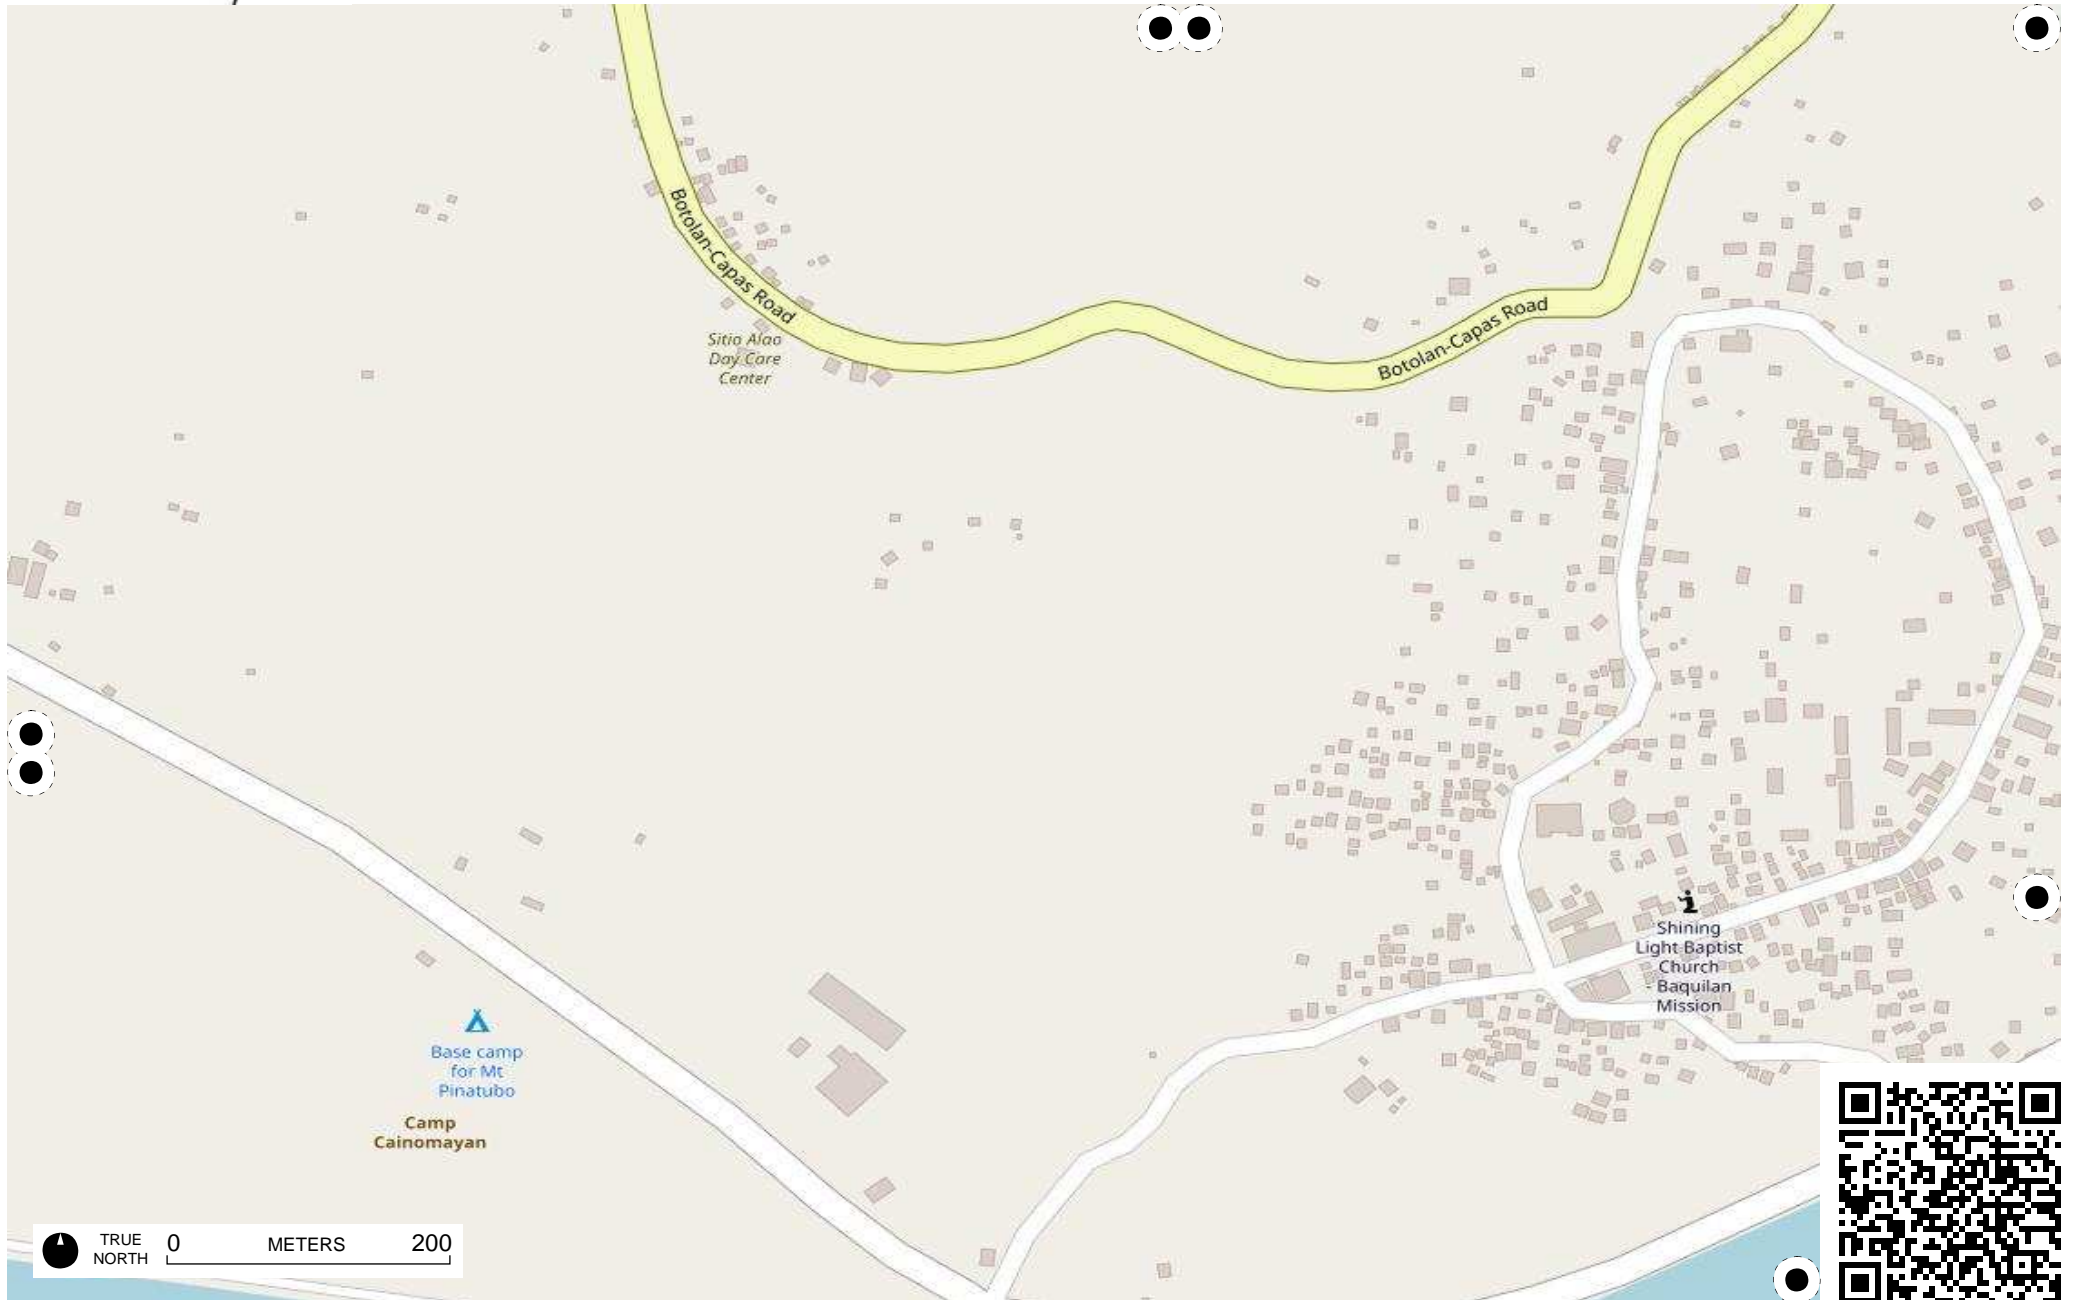 Botolan-Capas Road
Botolan-Capas Road
Sitio Alao
Day Care
Center
Shining
Light Baptist
Church
- Baquilan
Mission
Base camp
for Mt
Pinatubo
Camp
Cainomayan
TRUE
NORTH
0 METERS 200